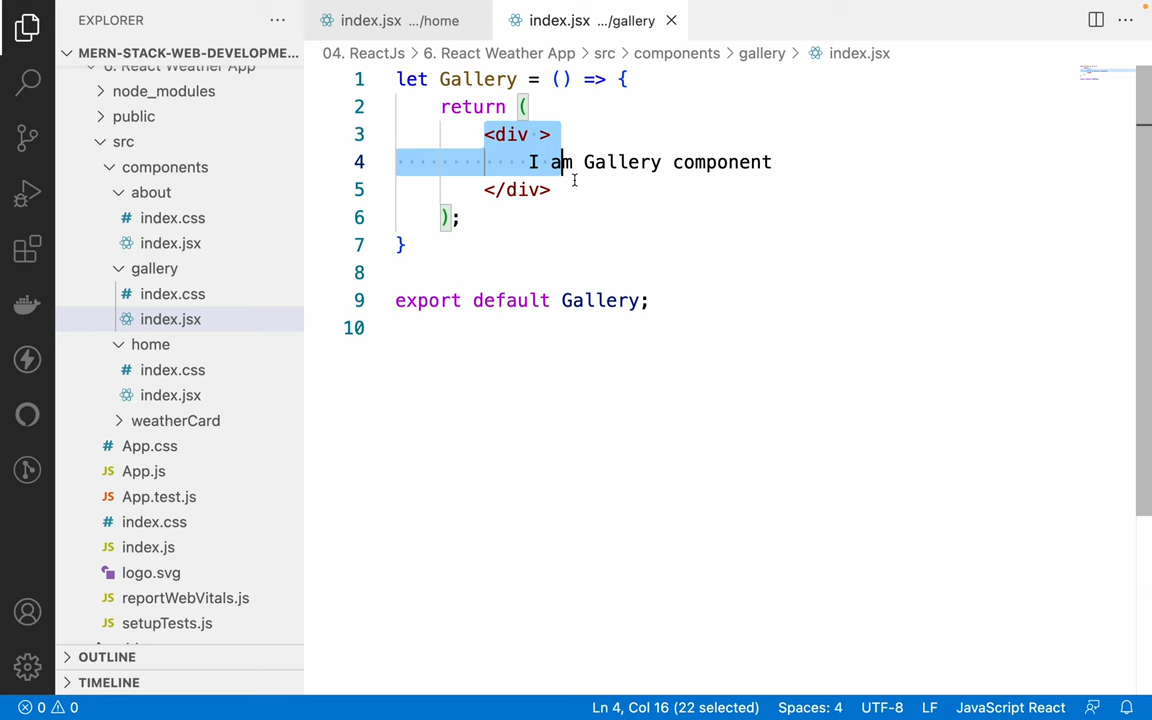 EXPLORER
index.jsx .../home
index.jsx .../gallery
MERN-STACK-WEB-DEVELOPME...
04. ReactJs > 6. React Weather App > src > components > gallery > index.jsx
6. React Weather App
node_modules
public
src
components
about
# index.css
index.jsx
gallery
# index.css
index.jsx
home
# index.css
index.jsx
weatherCard
# App.css
JS App.js
JS App.test.js
# index.css
JS index.js
logo.svg
JS reportWebVitals.js
JS setupTests.js
OUTLINE
TIMELINE
1 let Gallery = () => {
2 return (
3 <div >
4 I am Gallery component
5 </div>
6 );
7 }
8
9 export default Gallery;
10
0 0
Ln 4, Col 16 (22 selected)
Spaces: 4
UTF-8
LF
JavaScript React